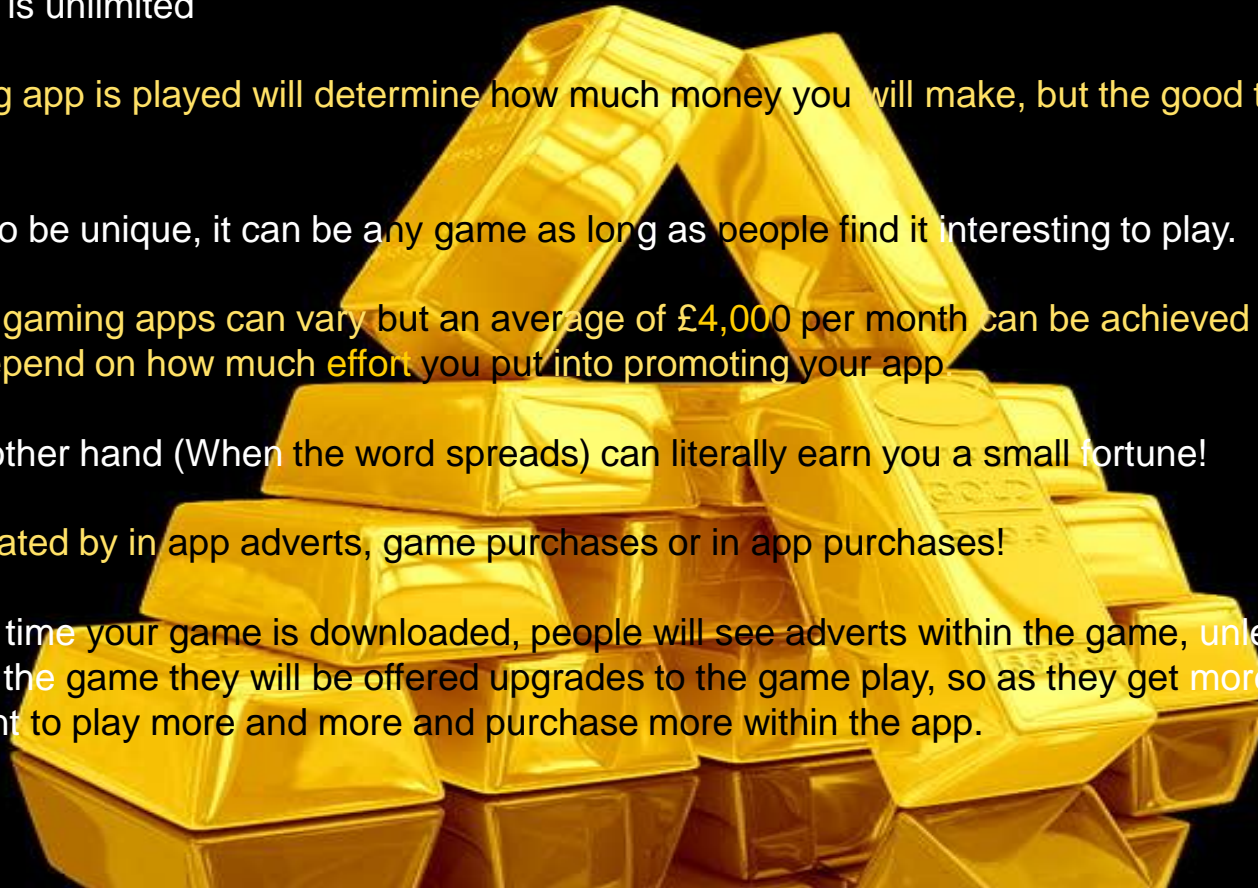 is unlimited
g app is played will determine how much money you will make, but the good t
o be unique, it can be any game as long as people find it interesting to play.
gaming apps can vary but an average of £4,000 per month can be achieved
pend on how much effort you put into promoting your app
other hand (When the word spreads) can literally earn you a small fortune!
GOLD
ated by in app adverts, game purchases or in app purchases!
time your game is downloaded, people will see adverts within the game, unle
the game they will be offered upgrades to the game play, so as they get more
nt to play more and more and purchase more within the app.